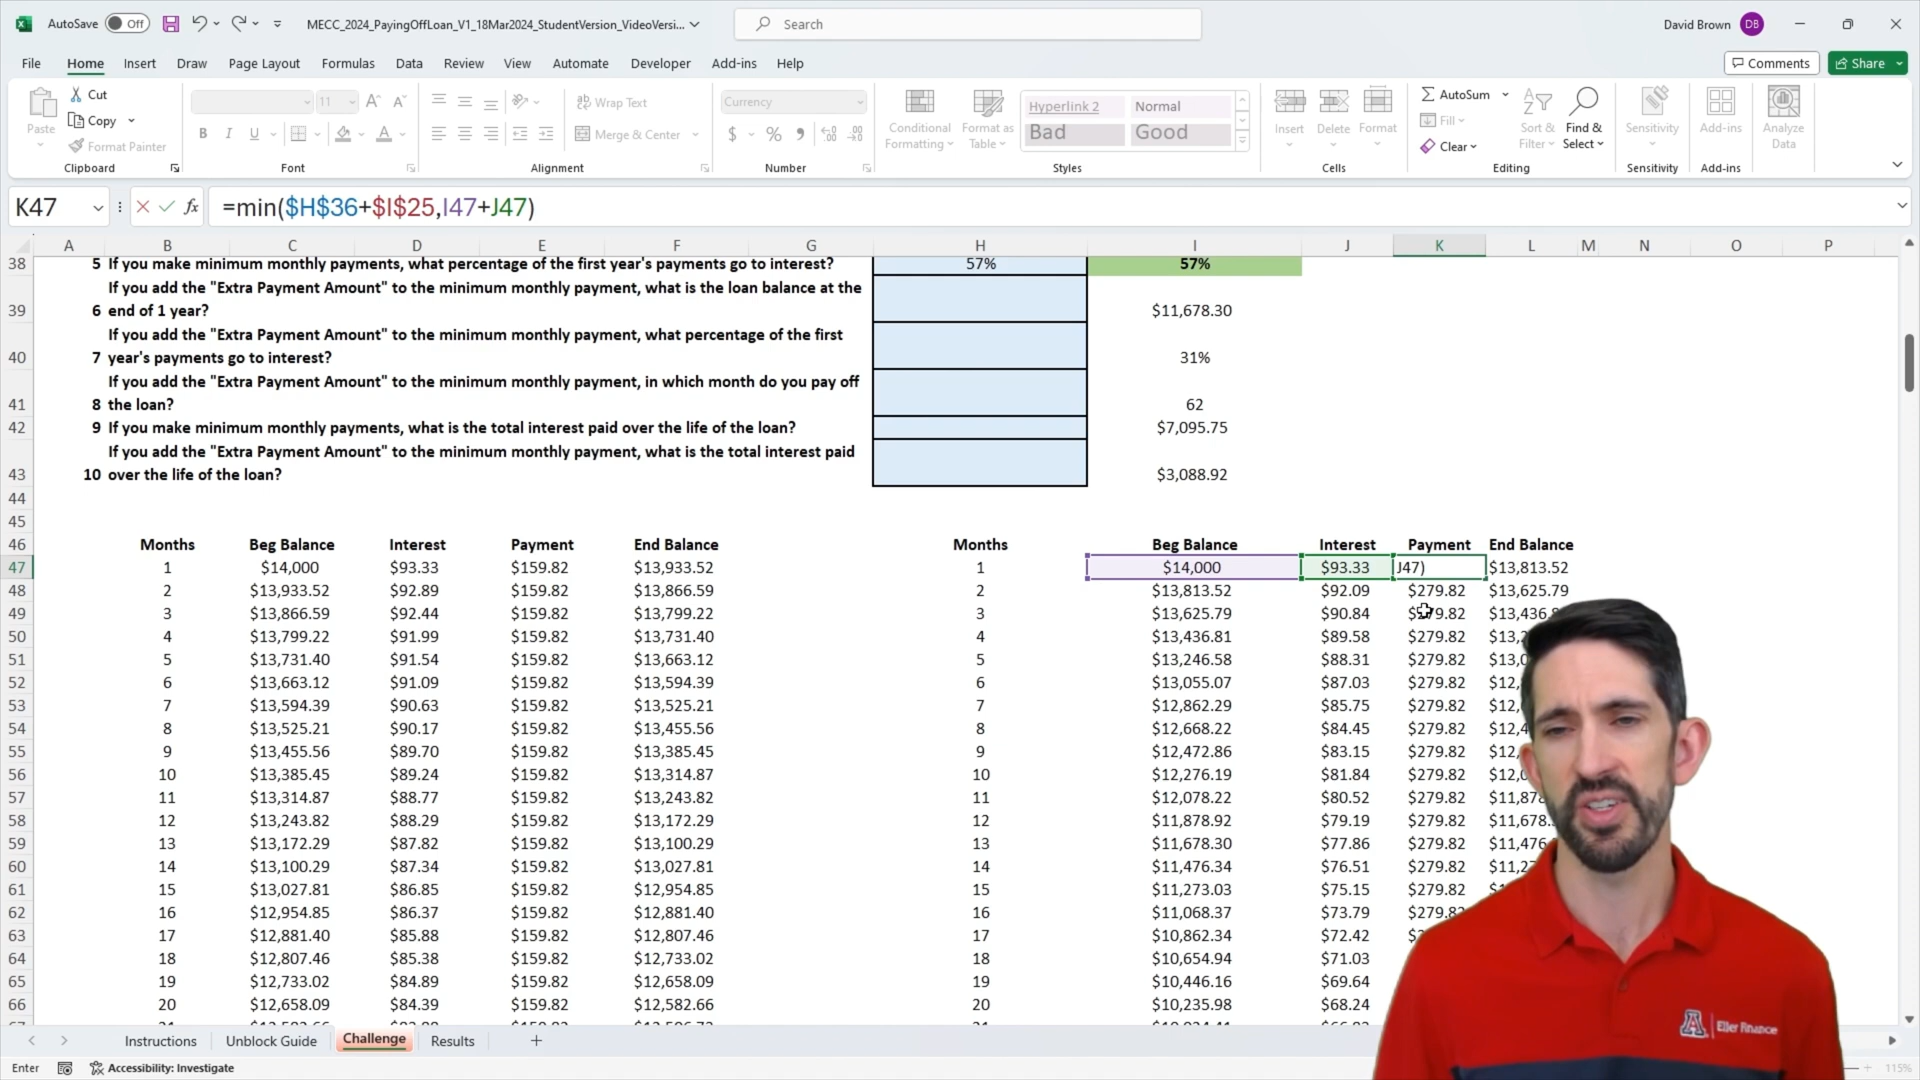 AutoSave Off MECC_2024_PayingOffLoan_V1_18Mar2024_StudentVersion_VideoVersi... Search David Brown DB
File Home Insert Draw Page Layout Formulas Data Review View Automate Developer Add-ins Help Comments Share
Paste Cut Copy Format Painter Clipboard
11 B I U Font
Wrap Text Merge & Center Alignment
Currency $ % Number
Conditional Formatting Format as Table Hyperlink 2 Normal Bad Good Styles
Insert Delete Format Cells
AutoSum Fill Clear Sort & Filter Find & Select Editing
Sensitivity Sensitivity
Add-ins Add-ins
Analyze Data
K47 fx =min($H$36+$I$25,I47+J47)
A B C D E F G H I J K L M N O P
38 5 If you make minimum monthly payments, what percentage of the first year's payments go to interest? 57% 57%
If you add the "Extra Payment Amount" to the minimum monthly payment, what is the loan balance at the
39 6 end of 1 year? $11,678.30
If you add the "Extra Payment Amount" to the minimum monthly payment, what percentage of the first
40 7 year's payments go to interest? 31%
If you add the "Extra Payment Amount" to the minimum monthly payment, in which month do you pay off
41 8 the loan? 62
42 9 If you make minimum monthly payments, what is the total interest paid over the life of the loan? $7,095.75
If you add the "Extra Payment Amount" to the minimum monthly payment, what is the total interest paid
43 10 over the life of the loan? $3,088.92
44
45
46 Months Beg Balance Interest Payment End Balance Months Beg Balance Interest Payment End Balance
47 1 $14,000 $93.33 $159.82 $13,933.52 1 $14,000 $93.33 J47) $13,813.52
48 2 $13,933.52 $92.89 $159.82 $13,866.59 2 $13,813.52 $92.09 $279.82 $13,625.79
49 3 $13,866.59 $92.44 $159.82 $13,799.22 3 $13,625.79 $90.84
50 4 $13,799.22 $91.99 $159.82 $13,731.40 4 $13,436.81 $89.58 $279.82
51 5 $13,731.40 $91.54 $159.82 $13,663.12 5 $13,246.58 $88.31 $279.82
52 6 $13,663.12 $91.09 $159.82 $13,594.39 6 $13,055.07 $87.03 $279.82
53 7 $13,594.39 $90.63 $159.82 $13,525.21 7 $12,862.29 $85.75 $279.82
54 8 $13,525.21 $90.17 $159.82 $13,455.56 8 $12,668.22 $84.45 $279.82
55 9 $13,455.56 $89.70 $159.82 $13,385.45 9 $12,472.86 $83.15 $279.82
56 10 $13,385.45 $89.24 $159.82 $13,314.87 10 $12,276.19 $81.84 $279.82
57 11 $13,314.87 $88.77 $159.82 $13,243.82 11 $12,078.22 $80.52 $279.82
58 12 $13,243.82 $88.29 $159.82 $13,172.29 12 $11,878.92 $79.19 $279.82
59 13 $13,172.29 $87.82 $159.82 $13,100.29 13 $11,678.30 $77.86 $279.82
60 14 $13,100.29 $87.34 $159.82 $13,027.81 14 $11,476.34 $76.51 $279.82
61 15 $13,027.81 $86.85 $159.82 $12,954.85 15 $11,273.03 $75.15 $279.82
62 16 $12,954.85 $86.37 $159.82 $12,881.40 16 $11,068.37 $73.79
63 17 $12,881.40 $85.88 $159.82 $12,807.46 17 $10,862.34 $72.42
64 18 $12,807.46 $85.38 $159.82 $12,733.02 18 $10,654.94 $71.03
65 19 $12,733.02 $84.89 $159.82 $12,658.09 19 $10,446.16 $69.64
66 20 $12,658.09 $84.39 $159.82 $12,582.66 20 $10,235.98 $68.24
A Eller Finance
Instructions Unblock Guide Challenge Results
Enter Accessibility: Investigate 115%